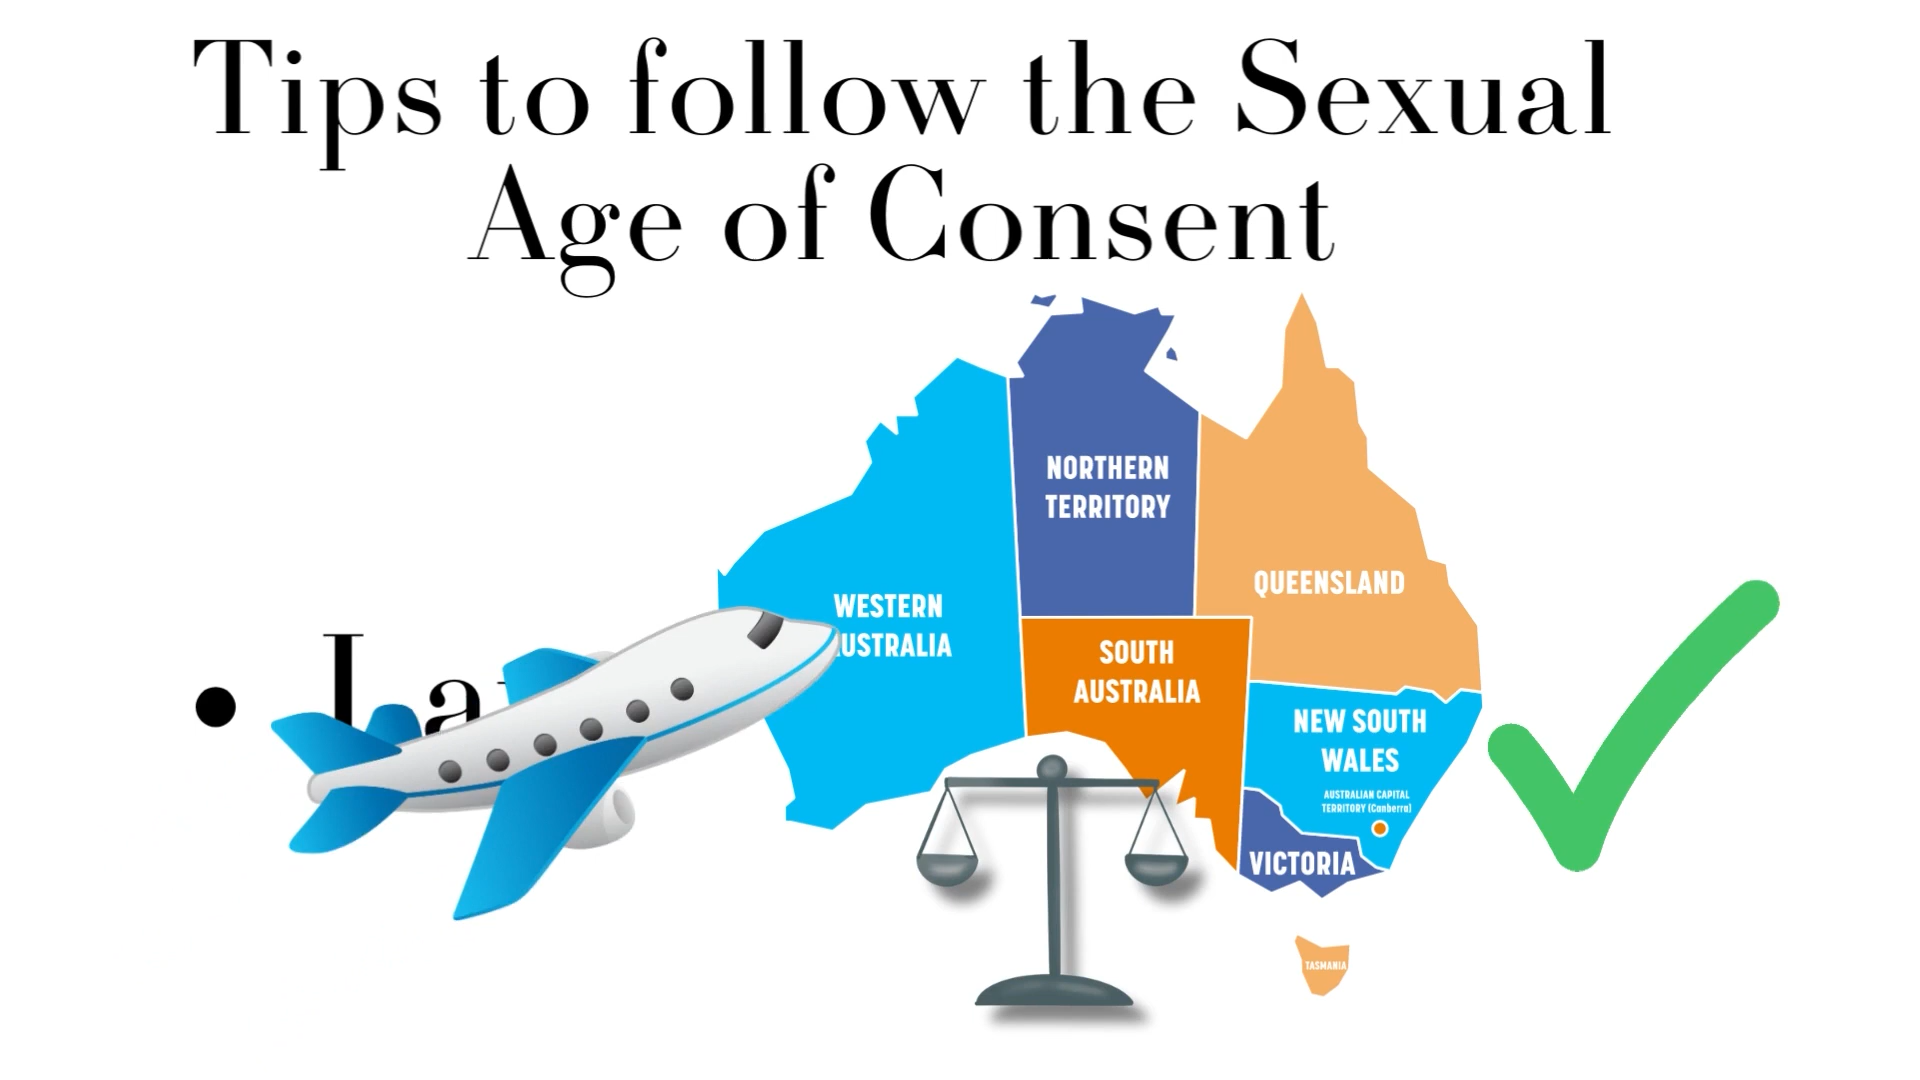 Tips to follow the Sexual
Age of Consent
NORTHERN
TERRITORY
QUEENSLAND
WESTERN
USTRALIA
SOUTH
AUSTRALIA
NEW SOUTH
WALES
AUSTRALIAN CAPITAL
TERRITORY (Canberra)
VICTORIA
TASMANIA